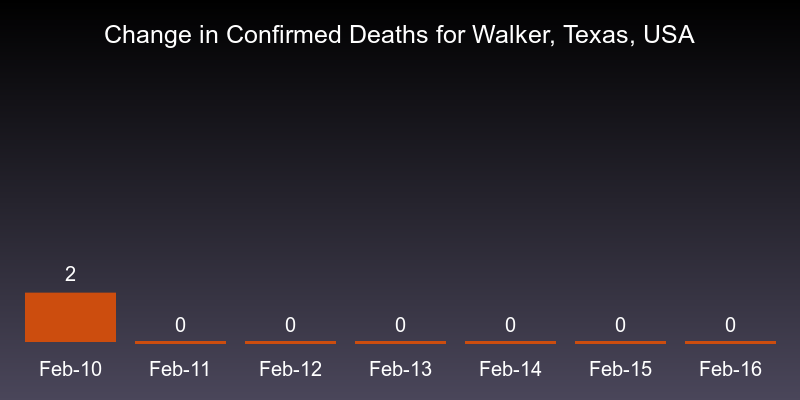 Change in Confirmed Deaths for Walker, Texas, USA
2
0 0 0 0 0 0
Feb-10 Feb-11 Feb-12 Feb-13 Feb-14 Feb-15 Feb-16